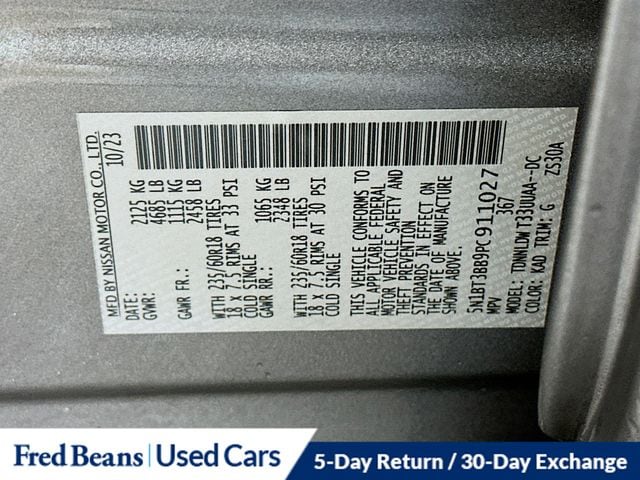 MFD BY NISSAN MOTOR CO., LTD.
DATE: 10/23
GVWR: 2125 KG
4685 LB
GAWR FR.: 1115 KG
2458 LB
WITH 235/60R18 TIRES
18 X 7.5 RIMS AT 33 PSI
COLD SINGLE
GAWR RR.: 1065 KG
2348 LB
WITH 235/60R18 TIRES
18 X 7.5 RIMS AT 30 PSI
COLD SINGLE
THIS VEHICLE CONFORMS TO
ALL APPLICABLE FEDERAL
MOTOR VEHICLE SAFETY AND
THEFT PREVENTION
STANDARDS IN EFFECT ON
THE DATE OF MANUFACTURE
SHOWN ABOVE.
5N1BT3BB9PC911027
MPV 367
MODEL: TDNNLDW T33UUAA--DC
COLOR: KAD TRIM: G ZS30A
Fred Beans Used Cars
5-Day Return / 30-Day Exchange